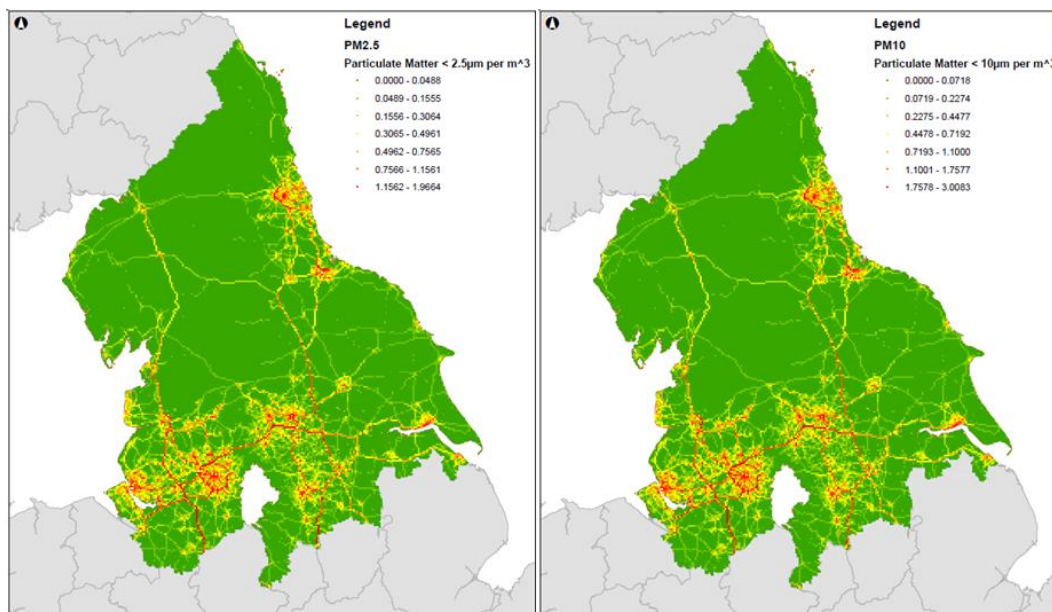 Legend
PM2.5
Particulate Matter < 2.5µm per m^3
0.0000 - 0.0488
0.0489 - 0.1555
0.1556 - 0.3064
0.3065 - 0.4961
0.4962 - 0.7565
0.7566 - 1.1561
1.1562 - 1.9664
Legend
PM10
Particulate Matter < 10µm per m^3
0.0000 - 0.0718
0.0719 - 0.2274
0.2275 - 0.4477
0.4478 - 0.7192
0.7193 - 1.1000
1.1001 - 1.7577
1.7578 - 3.0083